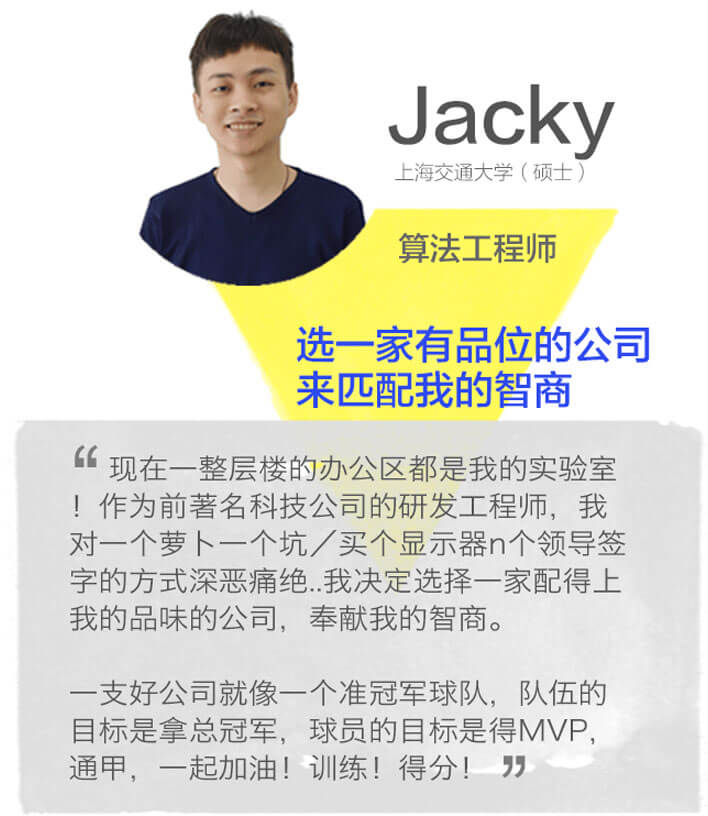 Jacky
上海交通大学（硕士）
算法工程师
选一家有品位的公司
来匹配我的智商
“ 现在一整层楼的办公区都是我的实验室
！作为前著名科技公司的研发工程师，我
对一个萝卜一个坑／买个显示器n个领导签
字的方式深恶痛绝..我决定选择一家配得上
我的品味的公司，奉献我的智商。
一支好公司就像一个准冠军球队，队伍的
目标是拿总冠军，球员的目标是得MVP，
通甲，一起加油！训练！得分！ ”